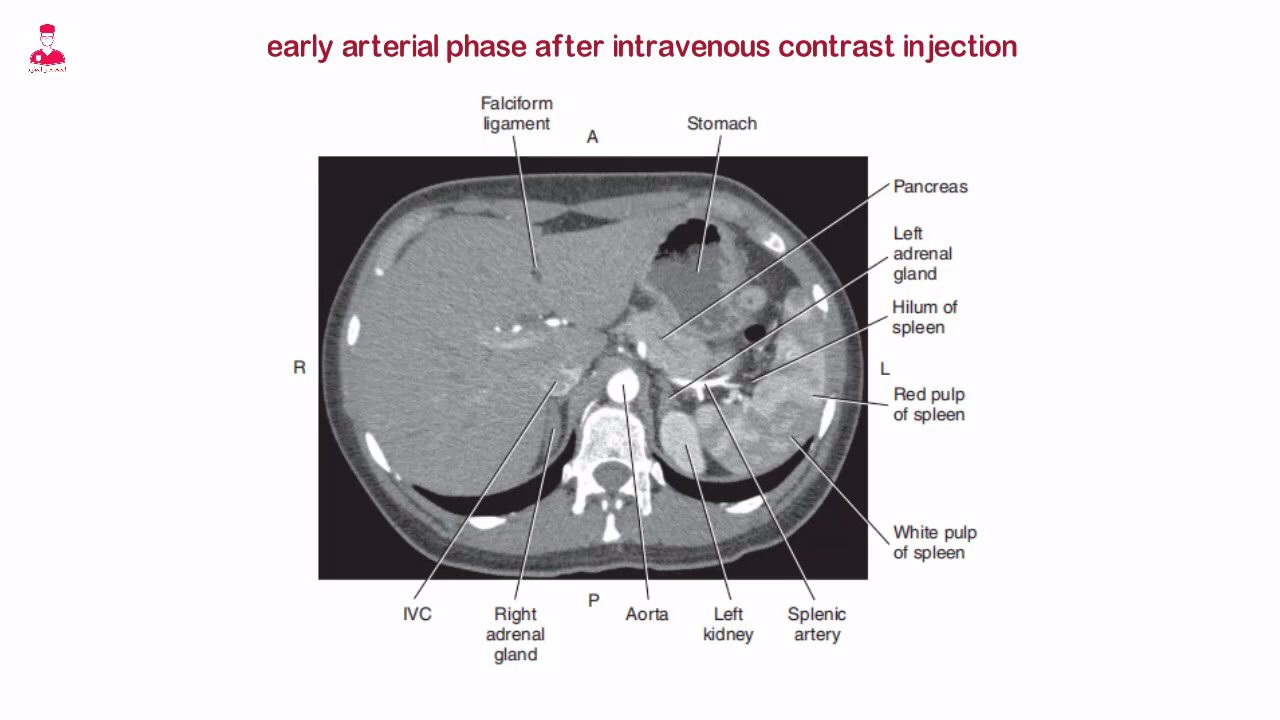 early arterial phase after intravenous contrast injection
Falciform
ligament
A
Stomach
Pancreas
Left
adrenal
gland
Hilum of
spleen
R
L
Red pulp
of spleen
White pulp
of spleen
IVC
Right
adrenal
gland
P
Aorta
Left
kidney
Splenic
artery